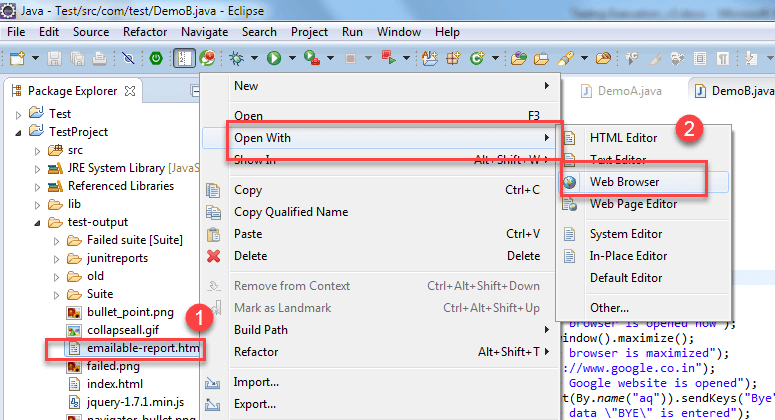 Java - Test/src/com/test/DemoB.java - Eclipse
File Edit Source Refactor Navigate Search Project Run Window Help
Package Explorer
Test
TestProject
src
JRE System Library [JavaS
Referenced Libraries
lib
test-output
Failed suite [Suite]
junitreports
old
Suite
bullet_point.png
collapseall.gif
1
emailable-report.htm
failed.png
index.html
jquery-1.7.1.min.js
navigator_bullet.png
New
Open F3
Open With
Show In Alt+Shift+W
Copy Ctrl+C
Copy Qualified Name
Paste Ctrl+V
Delete Delete
Remove from Context Ctrl+Alt+Shift+Down
Mark as Landmark Ctrl+Alt+Shift+Up
Build Path
Refactor Alt+Shift+T
Import...
Export...
DemoA.java
DemoB.java
2
HTML Editor
Text Editor
Web Browser
Web Page Editor
System Editor
In-Place Editor
Default Editor
Other...
browser is opened now");
indow().maximize();
browser is maximized");
://www.google.co.in");
Google website is opened");
t(By.name("aq")).sendKeys("Bye"
data \"BYE\" is entered");